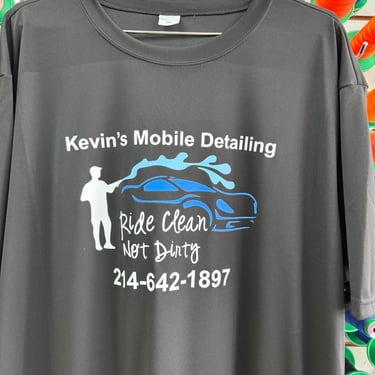 Kevin's Mobile Detailing
Ride Clean
Not Dirty
214-642-1897